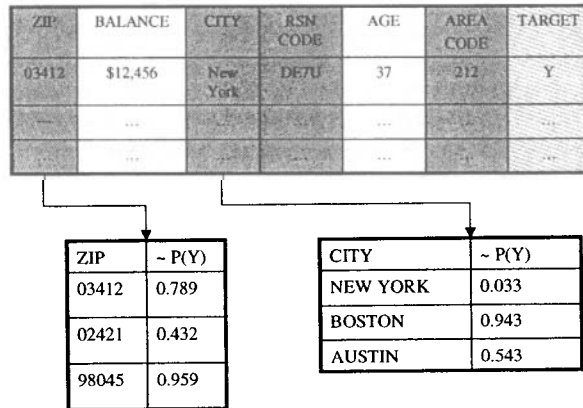 ZIP BALANCE CITY RSN CODE AGE AREA CODE TARGET
03412 $12,456 New York DE7U 37 212 Y
... ... ... ... ... ... ...
... ... ... ... ... ... ...
ZIP ~ P(Y)
03412 0.789
02421 0.432
98045 0.959
CITY ~ P(Y)
NEW YORK 0.033
BOSTON 0.943
AUSTIN 0.543